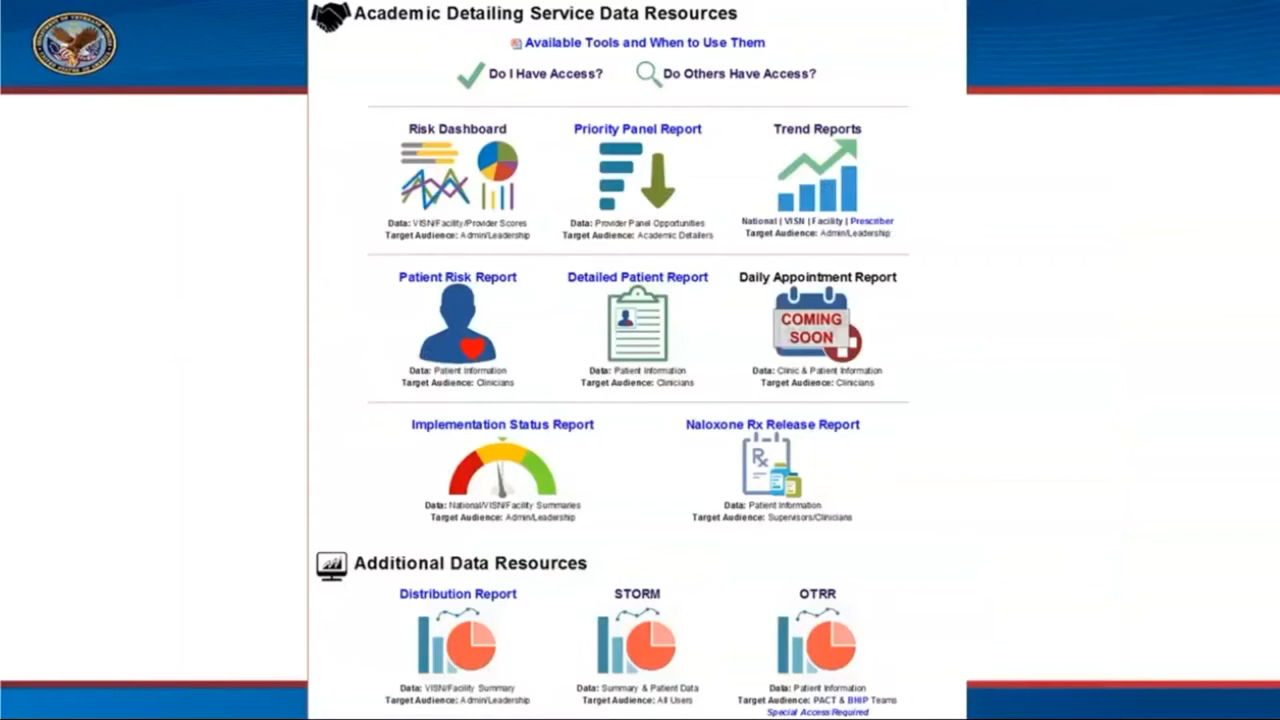 Academic Detailing Service Data Resources
Available Tools and When to Use Them
Do I Have Access? Do Others Have Access?
Risk Dashboard Priority Panel Report Trend Reports
Data: VISN/Facility/Provider Scores Data: Provider Panel Opportunities National | VISN | Facility | Prescriber
Target Audience: Admin/Leadership Target Audience: Academic Detailers Target Audience: Admin/Leadership
Patient Risk Report Detailed Patient Report Daily Appointment Report
COMING
SOON
Data: Patient Information Data: Patient Information Data: Clinic & Patient Information
Target Audience: Clinicians Target Audience: Clinicians Target Audience: Clinicians
Implementation Status Report Naloxone Rx Release Report
Rx
Data: National/VISN/Facility Summaries Data: Patient Information
Target Audience: Admin/Leadership Target Audience: Supervisors/Clinicians
Additional Data Resources
Distribution Report STORM OTRR
Data: VISN/Facility Summary Data: Summary & Patient Data Data: Patient Information
Target Audience: Admin/Leadership Target Audience: All Users Target Audience: PACT & BHIP Teams
Special Access Required